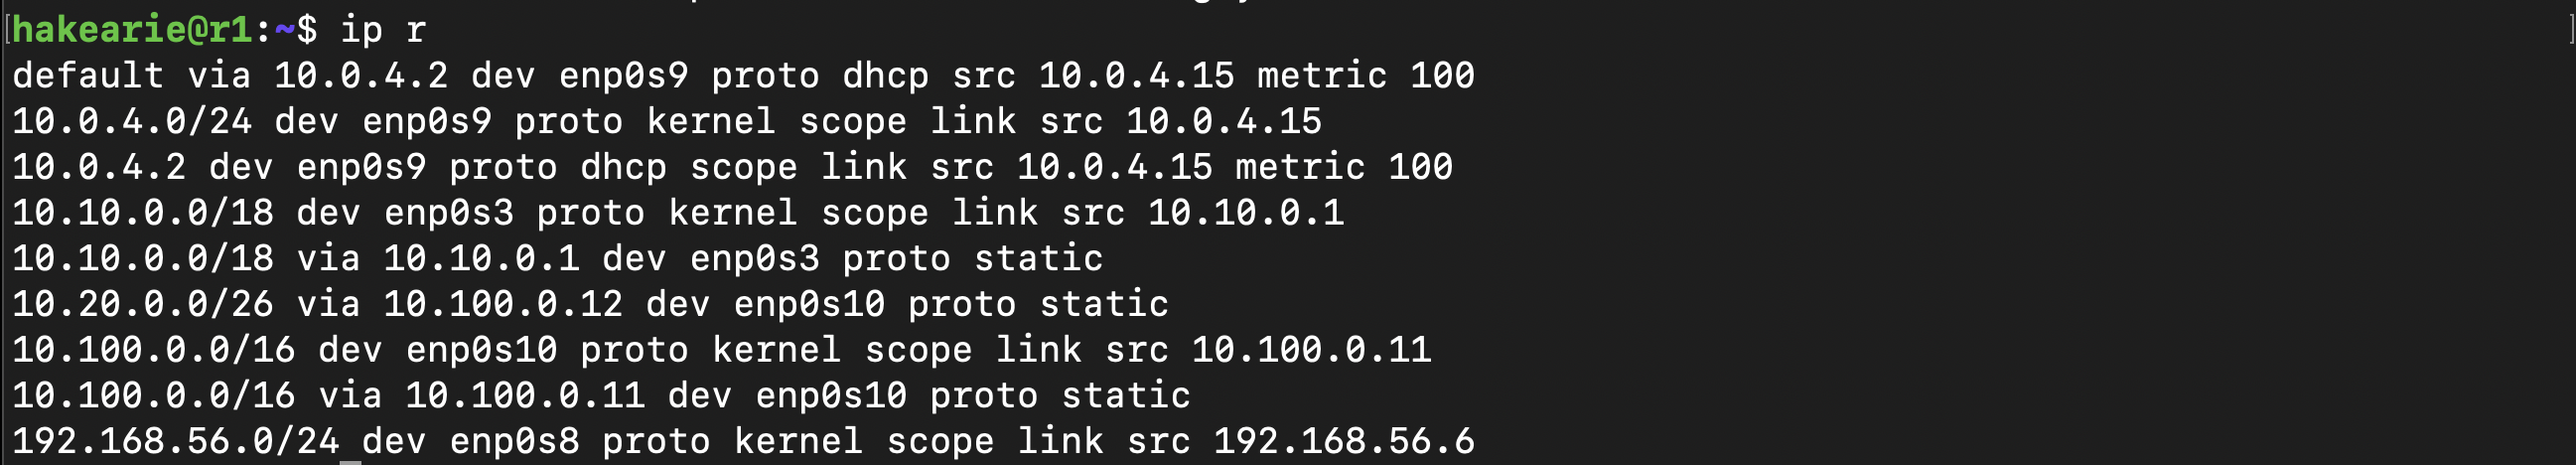 [hakearie@r1:~$ ip r ]
default via 10.0.4.2 dev enp0s9 proto dhcp src 10.0.4.15 metric 100
10.0.4.0/24 dev enp0s9 proto kernel scope link src 10.0.4.15
10.0.4.2 dev enp0s9 proto dhcp scope link src 10.0.4.15 metric 100
10.10.0.0/18 dev enp0s3 proto kernel scope link src 10.10.0.1
10.10.0.0/18 via 10.10.0.1 dev enp0s3 proto static
10.20.0.0/26 via 10.100.0.12 dev enp0s10 proto static
10.100.0.0/16 dev enp0s10 proto kernel scope link src 10.100.0.11
10.100.0.0/16 via 10.100.0.11 dev enp0s10 proto static
192.168.56.0/24 dev enp0s8 proto kernel scope link src 192.168.56.6